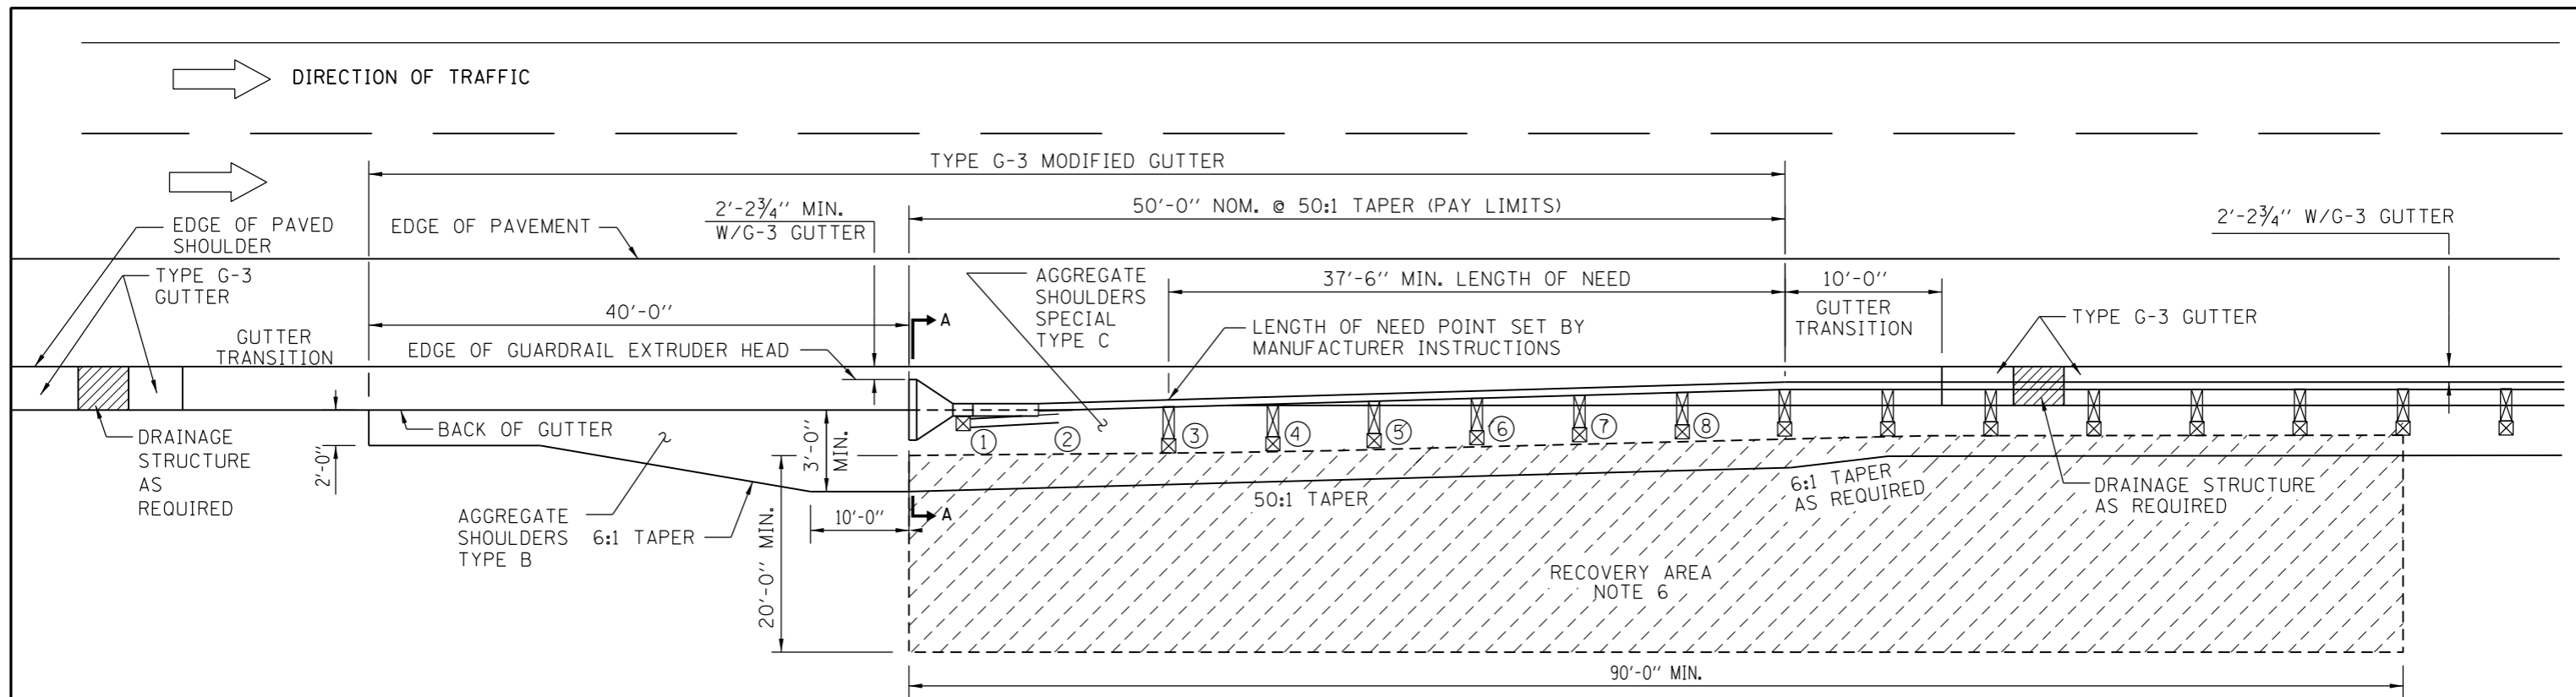 DIRECTION OF TRAFFIC
TYPE G-3 MODIFIED GUTTER
2'-2¾" MIN.
W/G-3 GUTTER
50'-0" NOM. @ 50:1 TAPER (PAY LIMITS)
2'-2¾" W/G-3 GUTTER
EDGE OF PAVED
SHOULDER
EDGE OF PAVEMENT
TYPE G-3
GUTTER
AGGREGATE
SHOULDERS
SPECIAL
TYPE C
37'-6" MIN. LENGTH OF NEED
10'-0"
GUTTER
TRANSITION
40'-0"
A
LENGTH OF NEED POINT SET BY
MANUFACTURER INSTRUCTIONS
TYPE G-3 GUTTER
GUTTER
TRANSITION
EDGE OF GUARDRAIL EXTRUDER HEAD
BACK OF GUTTER
DRAINAGE
STRUCTURE
AS
REQUIRED
2'-0"
3'-0"
MIN.
1
2
3
4
5
6
7
8
AGGREGATE
SHOULDERS
TYPE B
6:1 TAPER
10'-0"
A
20'-0" MIN.
50:1 TAPER
6:1 TAPER
AS REQUIRED
DRAINAGE STRUCTURE
AS REQUIRED
RECOVERY AREA
NOTE 6
90'-0" MIN.